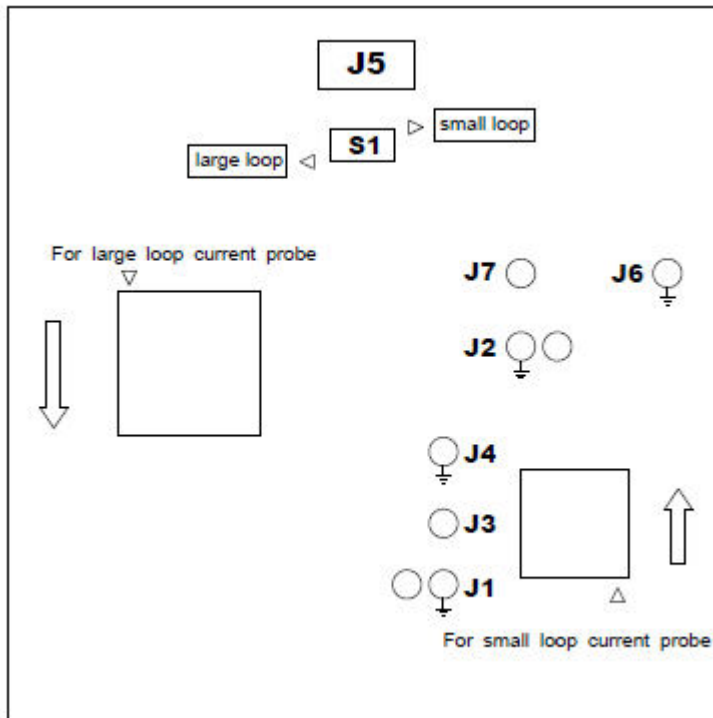 J5
small loop
S1
large loop
For large loop current probe
J7
J6
J2
J4
J3
J1
For small loop current probe